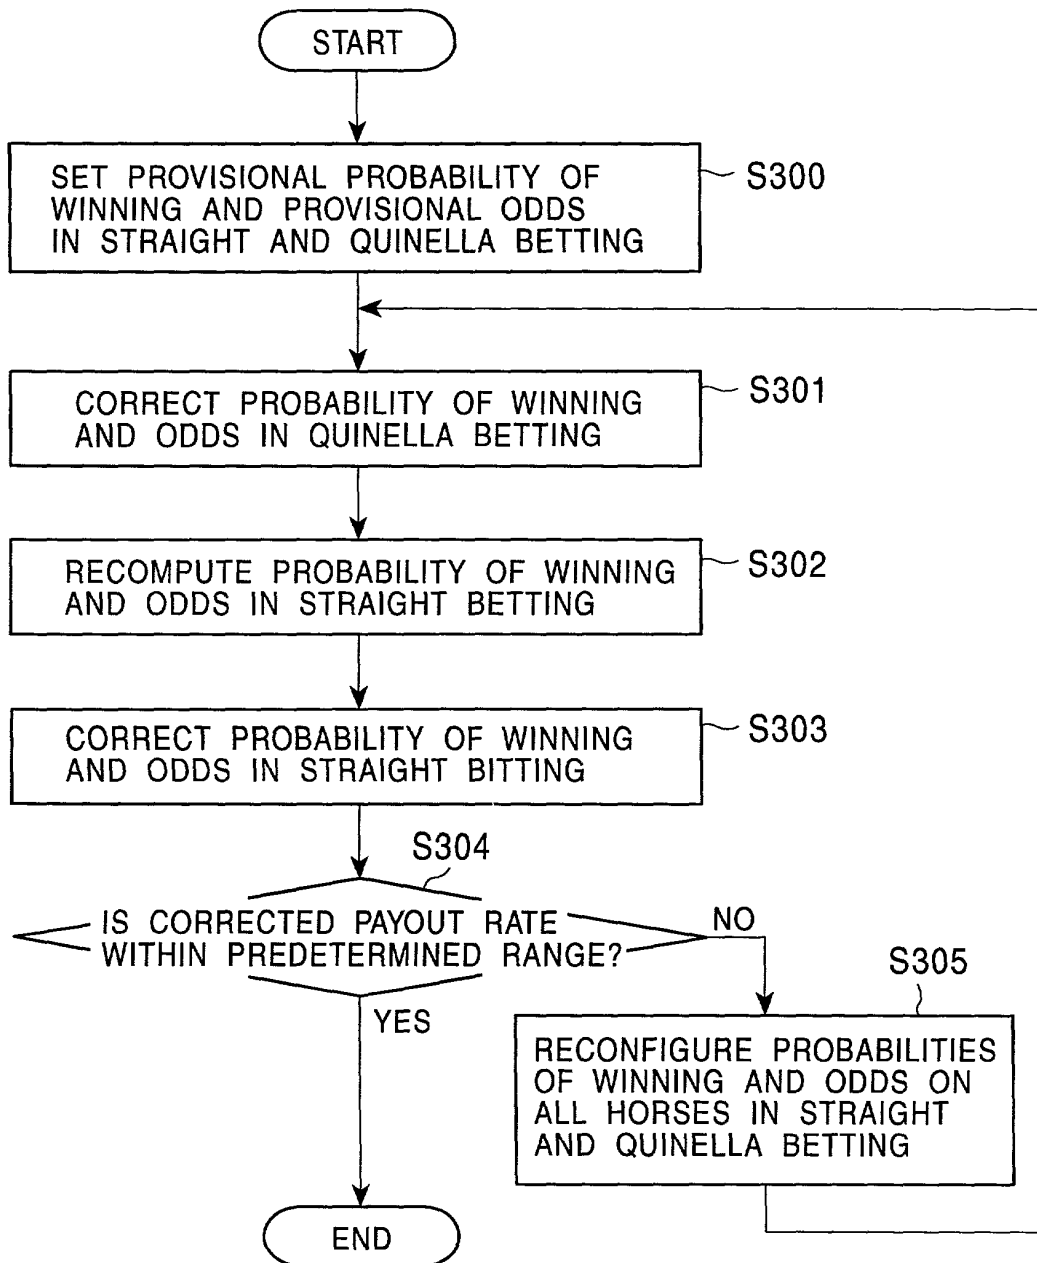 START
SET PROVISIONAL PROBABILITY OF
WINNING AND PROVISIONAL ODDS
IN STRAIGHT AND QUINELLA BETTING
S300
CORRECT PROBABILITY OF WINNING
AND ODDS IN QUINELLA BETTING
S301
RECOMPUTE PROBABILITY OF WINNING
AND ODDS IN STRAIGHT BETTING
S302
CORRECT PROBABILITY OF WINNING
AND ODDS IN STRAIGHT BITTING
S303
S304
IS CORRECTED PAYOUT RATE
WITHIN PREDETERMINED RANGE?
NO
YES
S305
RECONFIGURE PROBABILITIES
OF WINNING AND ODDS ON
ALL HORSES IN STRAIGHT
AND QUINELLA BETTING
END